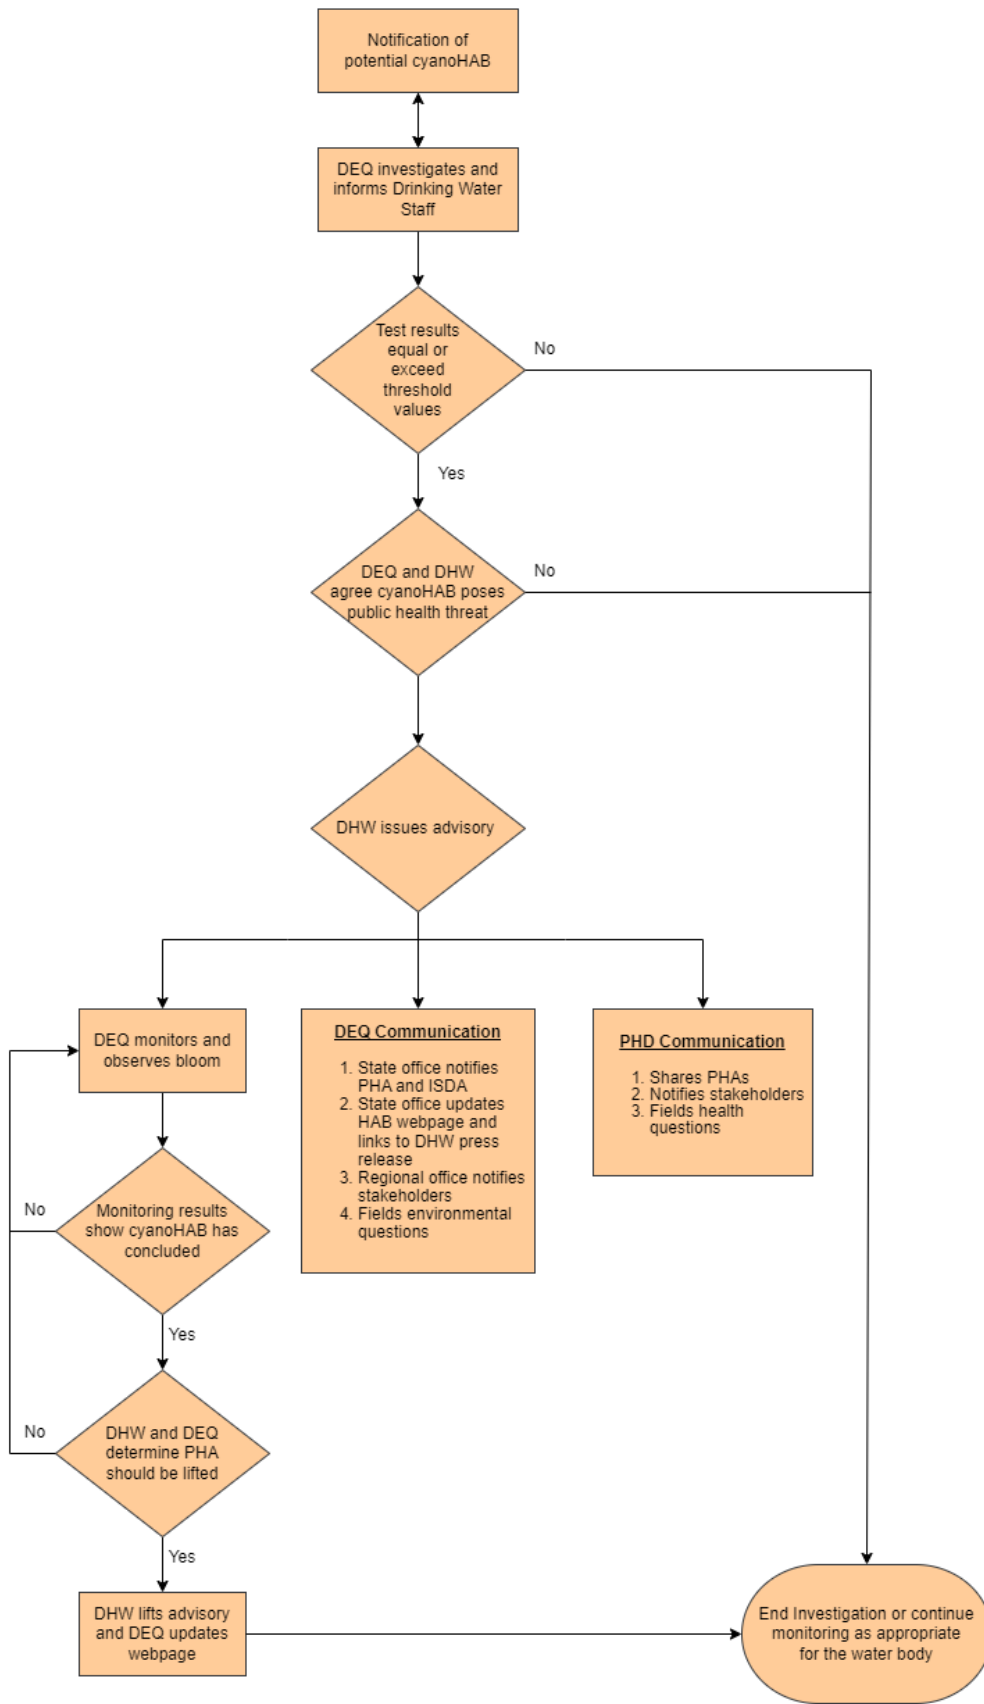 Notification of
potential cyanoHAB
DEQ investigates and
informs Drinking Water
Staff
Test results
equal or
exceed
threshold
values
No
Yes
DEQ and DHW
agree cyanoHAB poses
public health threat
No
DHW issues advisory
DEQ monitors and
observes bloom
DEQ Communication
1. State office notifies
PHA and ISDA
2. State office updates
HAB webpage and
links to DHW press
release
3. Regional office notifies
stakeholders
4. Fields environmental
questions
PHD Communication
1. Shares PHAs
2. Notifies stakeholders
3. Fields health
questions
No
Monitoring results
show cyanoHAB has
concluded
Yes
No
DHW and DEQ
determine PHA
should be lifted
Yes
DHW lifts advisory
and DEQ updates
webpage
End Investigation or continue
monitoring as appropriate
for the water body